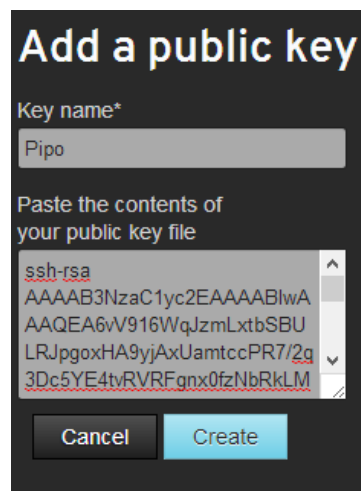 Add a public key
Key name*
Pipo
Paste the contents of
your public key file
ssh-rsa
AAAAB3NzaC1yc2EAAAABIwA
AAQEA6vV916WqJzmLxtbSBU
LRJpgoxHA9yjAxUamtccPR7/2q
3Dc5YE4tvRVRFgnx0fzNbRkLM
Cancel Create